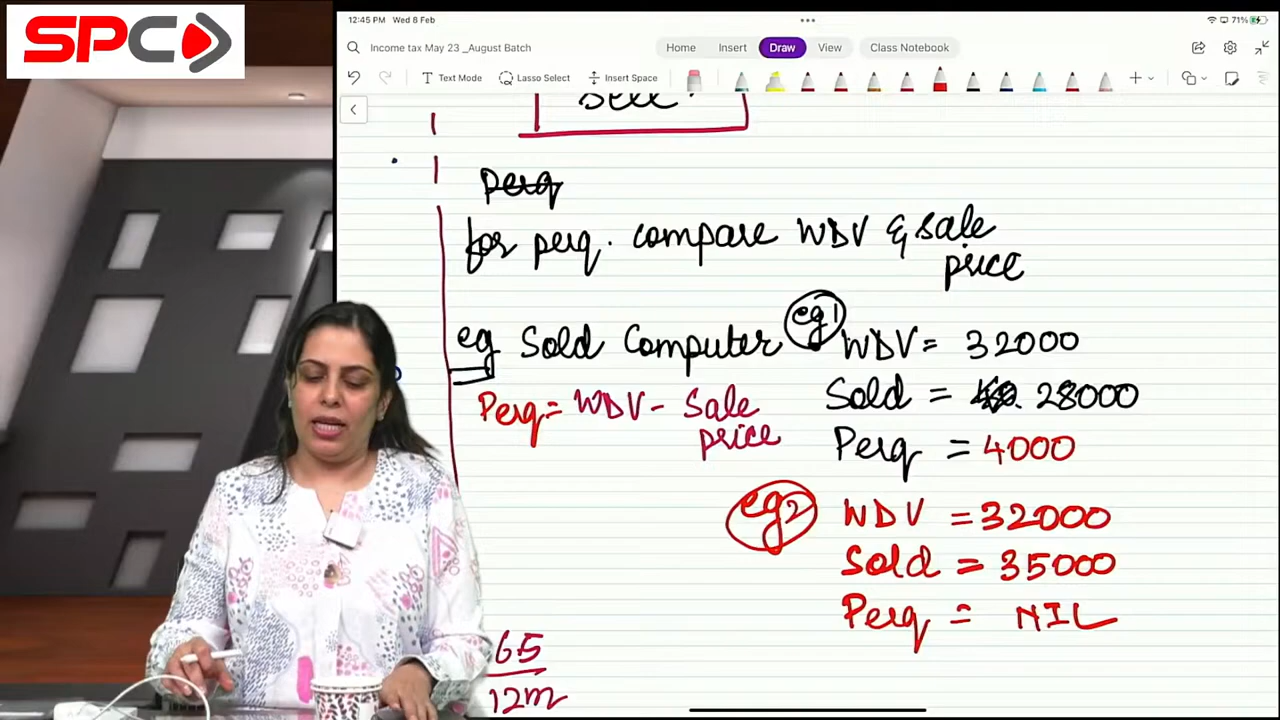 SPC
12:45 PM Wed 8 Feb
71%
Income tax May 23 _August Batch
Home Insert Draw View Class Notebook
Text Mode Lasso Select Insert Space
Sell
perq
for perq. compare WDV & sale
price
eg Sold Computer eg1 WDV = 32000
Perq = WDV - Sale
price
Sold = 28000
Perq = 4000
eg2 WDV = 32000
Sold = 35000
Perq = NIL
65
12m